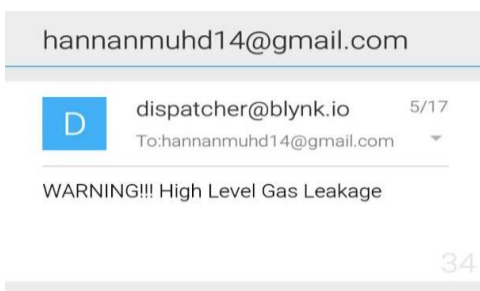 hannanmuhd14@gmail.com
D
dispatcher@blynk.io 5/17
To:hannanmuhd14@gmail.com
WARNING!!! High Level Gas Leakage
34